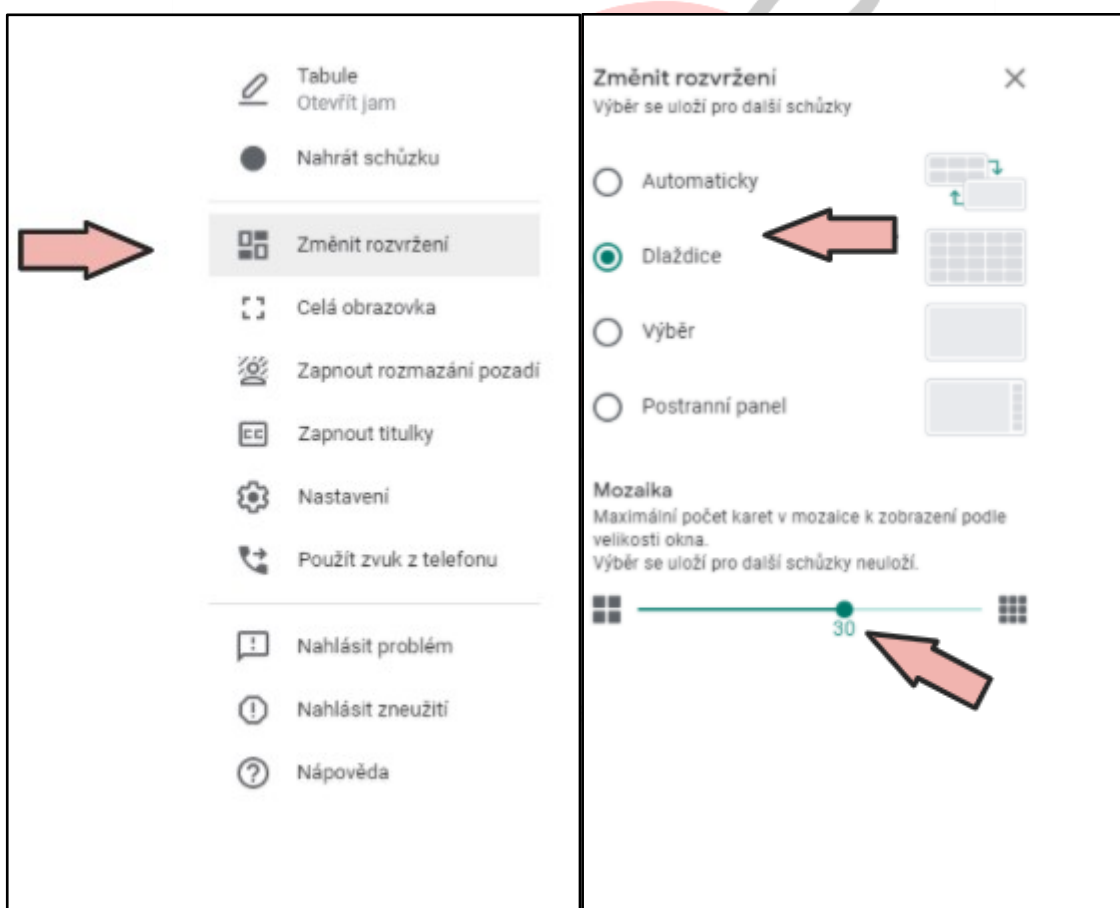 Tabule
Otevřít jam
Nahrát schůzku
Změnit rozvržení
Celá obrazovka
Zapnout rozmazání pozadí
Zapnout titulky
Nastavení
Použít zvuk z telefonu
Nahlásit problém
Nahlásit zneužití
Nápověda
Změnit rozvržení
Výběr se uloží pro další schůzky
Automaticky
Dlaždice
Výběr
Postranní panel
Mozaika
Maximální počet karet v mozaice k zobrazení podle
velikosti okna.
Výběr se uloží pro další schůzky neuloží.
30